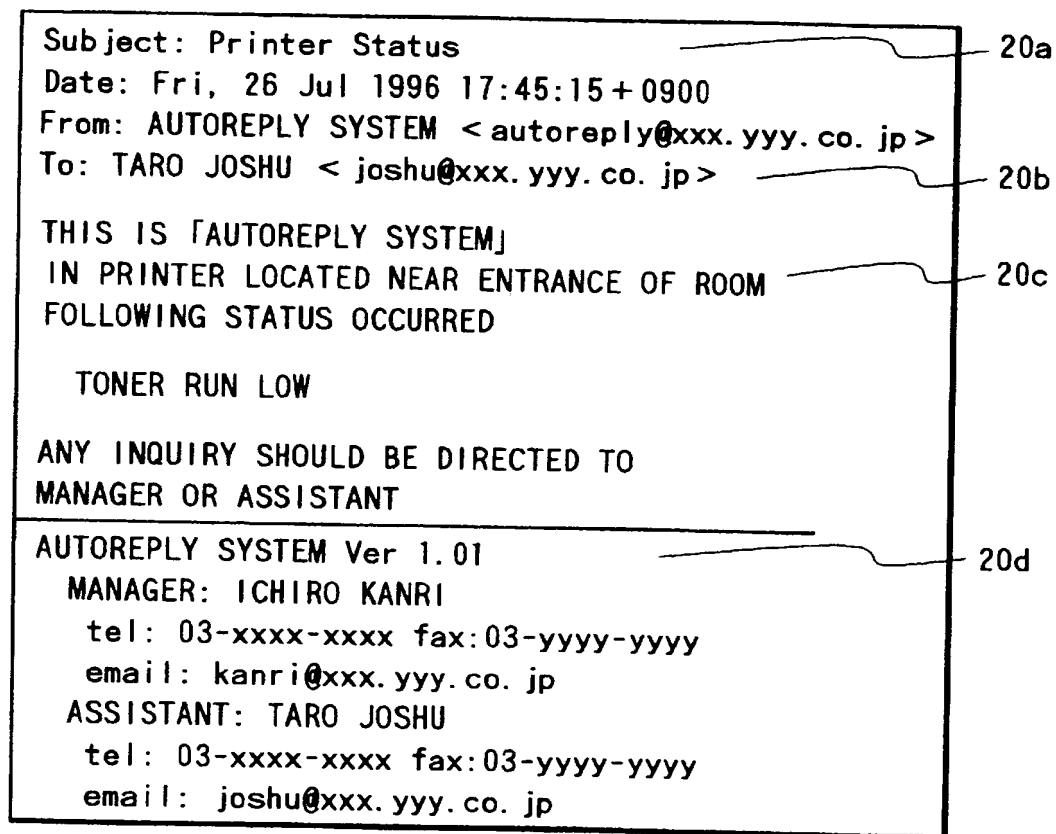 Subject: Printer Status
20a
Date: Fri, 26 Jul 1996 17:45:15+0900
From: AUTOREPLY SYSTEM <autoreply@xxx.yyy.co.jp>
To: TARO JOSHU <joshu@xxx.yyy.co.jp>
20b
THIS IS 「AUTOREPLY SYSTEM」
IN PRINTER LOCATED NEAR ENTRANCE OF ROOM
20c
FOLLOWING STATUS OCCURRED
TONER RUN LOW
ANY INQUIRY SHOULD BE DIRECTED TO
MANAGER OR ASSISTANT
AUTOREPLY SYSTEM Ver 1.01
20d
MANAGER: ICHIRO KANRI
tel: 03-xxxx-xxxx fax:03-yyyy-yyyy
email: kanri@xxx.yyy.co.jp
ASSISTANT: TARO JOSHU
tel: 03-xxxx-xxxx fax:03-yyyy-yyyy
email: joshu@xxx.yyy.co.jp